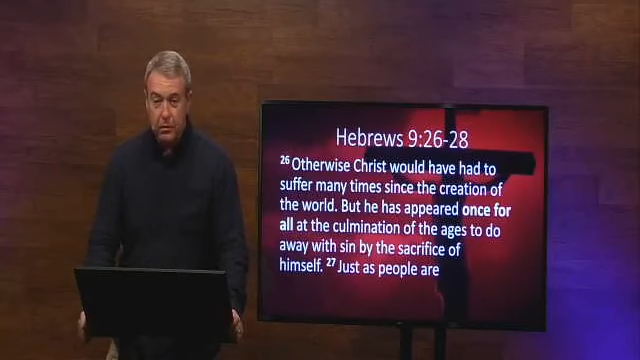 Hebrews 9:26-28
26 Otherwise Christ would have had to
suffer many times since the creation of
the world. But he has appeared once for
all at the culmination of the ages to do
away with sin by the sacrifice of
himself. 27 Just as people are